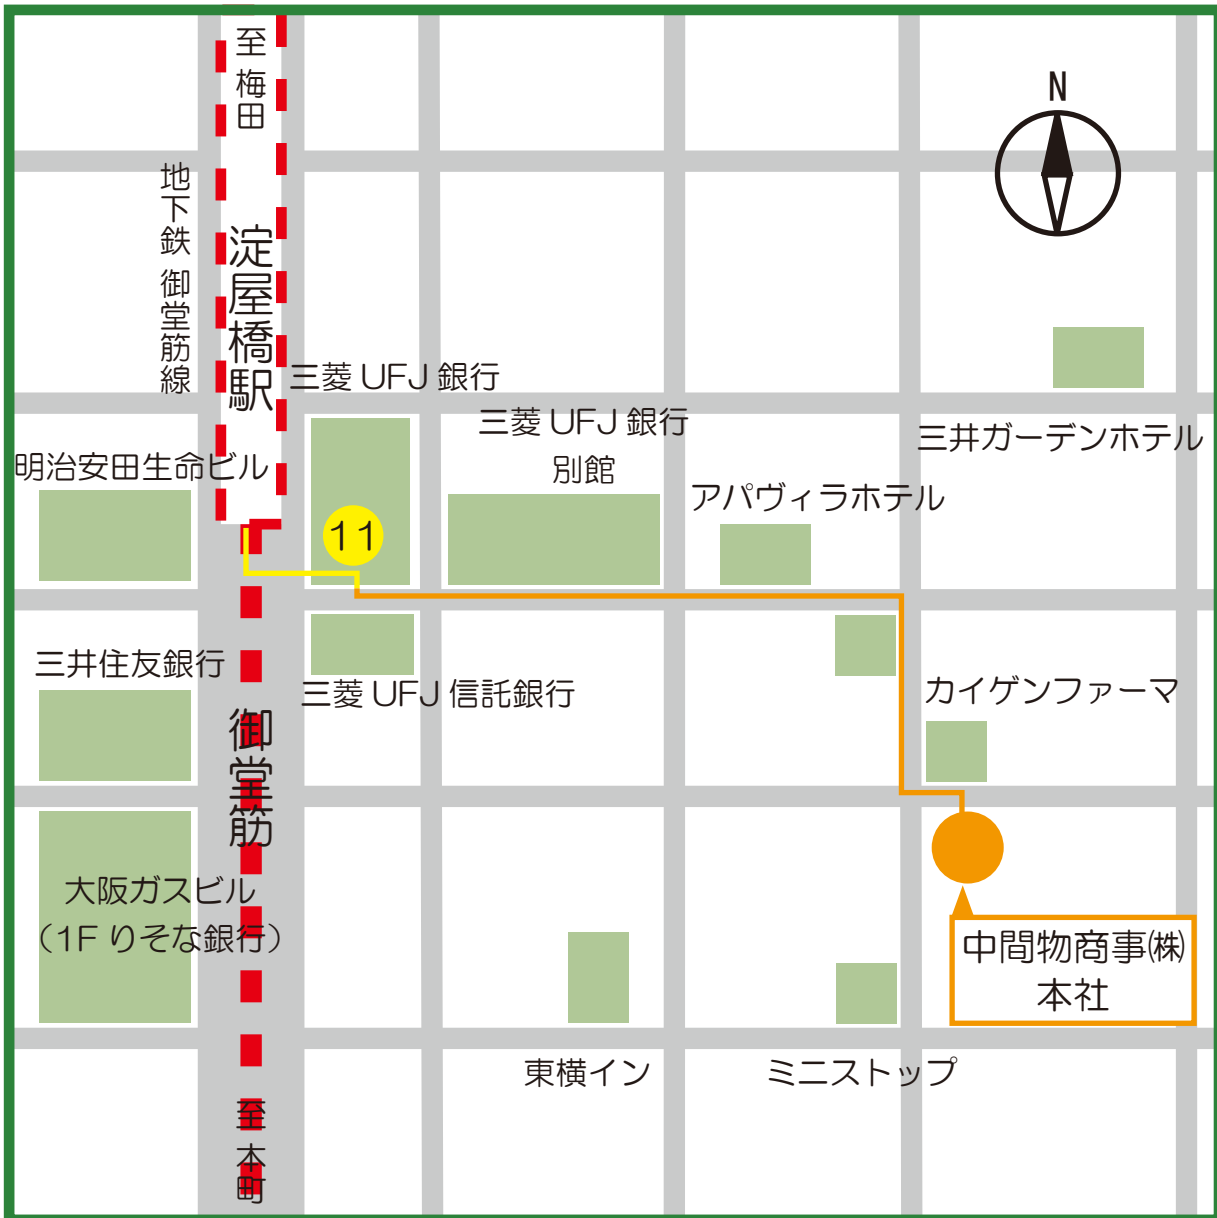 至 梅田
N
地下鉄 御堂筋線
淀屋橋駅
三菱 UFJ 銀行
三菱 UFJ 銀行
別館
三井ガーデンホテル
明治安田生命ビル
アパヴィラホテル
11
三井住友銀行
三菱 UFJ 信託銀行
カイゲンファーマ
御堂筋
大阪ガスビル
（1F りそな銀行）
中間物商事㈱
本社
東横イン
ミニストップ
至 本町